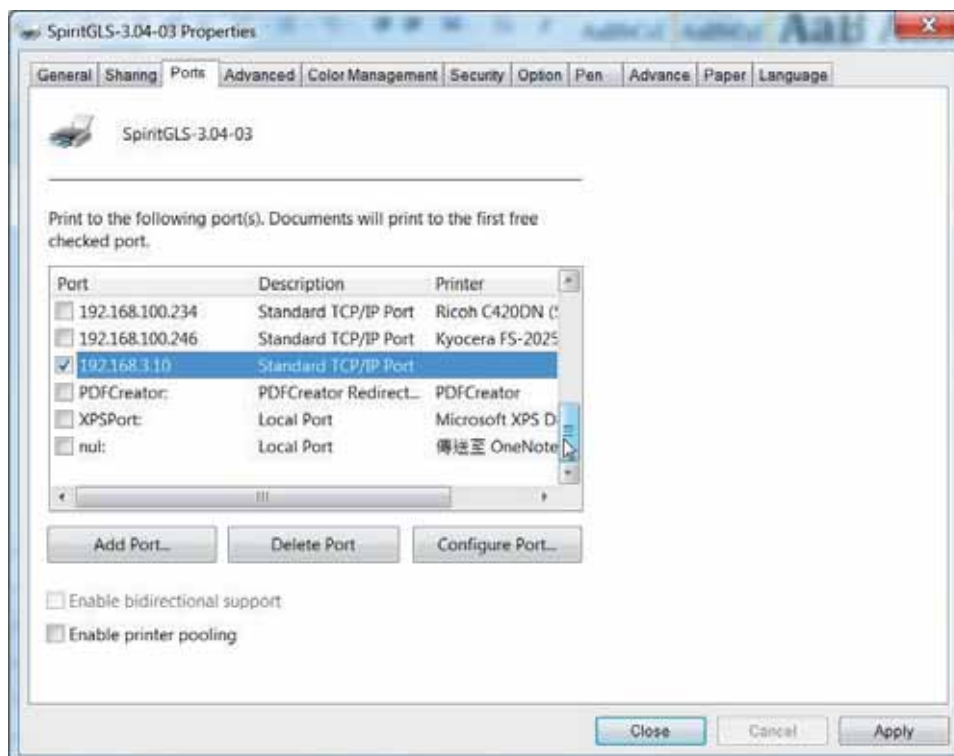 SpiritGLS-3.04-03 Properties
General Sharing Ports Advanced Color Management Security Option Pen Advance Paper Language
SpiritGLS-3.04-03
Print to the following port(s). Documents will print to the first free
checked port.
Port Description Printer
192.168.100.234 Standard TCP/IP Port Ricoh C420DN (
192.168.100.246 Standard TCP/IP Port Kyocera FS-2025
192.168.3.10 Standard TCP/IP Port
PDFCreator: PDFCreator Redirect... PDFCreator
XPSPort: Local Port Microsoft XPS D
nul: Local Port 傳送至 OneNote
Add Port... Delete Port Configure Port...
Enable bidirectional support
Enable printer pooling
Close Cancel Apply